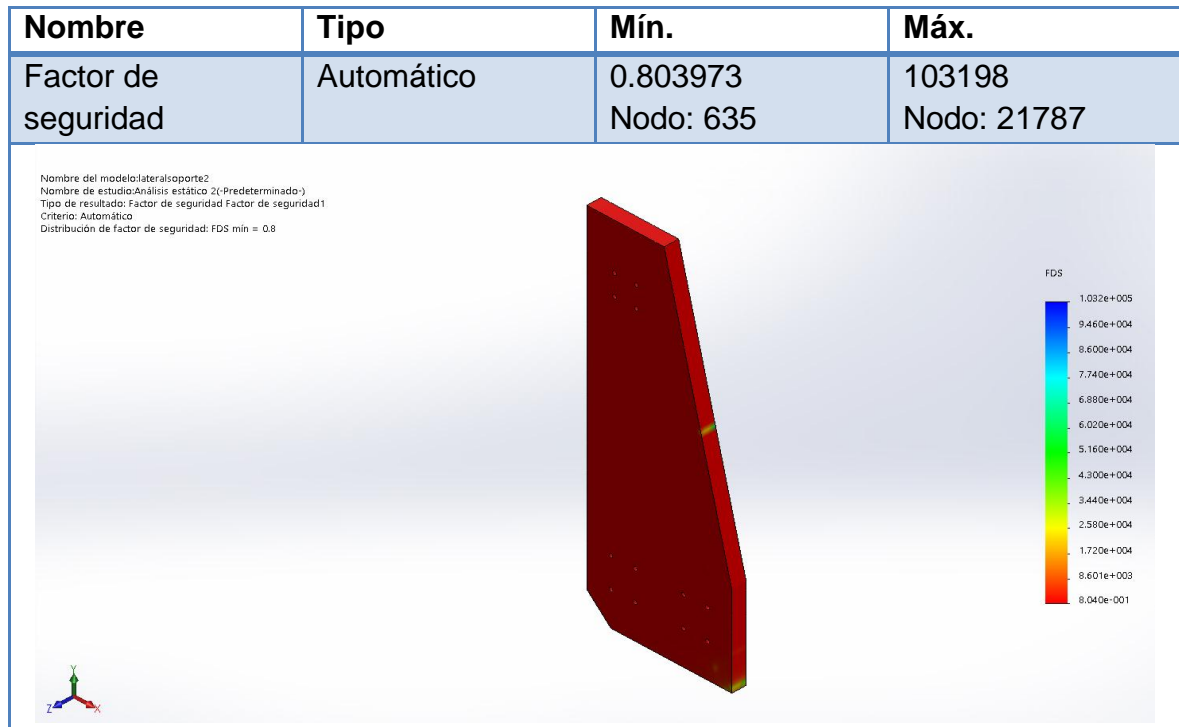 Nombre Tipo Mín. Máx.
Factor de seguridad Automático 0.803973 103198
Nodo: 635 Nodo: 21787
Nombre del modelo:lateralsoporte2
Nombre de estudio:Análisis estático 2(-Predeterminado-)
Tipo de resultado: Factor de seguridad Factor de seguridad1
Criterio: Automático
Distribución de factor de seguridad: FDS mín = 0.8
FDS
1.032e+005
9.460e+004
8.600e+004
7.740e+004
6.880e+004
6.020e+004
5.160e+004
4.300e+004
3.440e+004
2.580e+004
1.720e+004
8.601e+003
8.040e-001
Y
Z
X